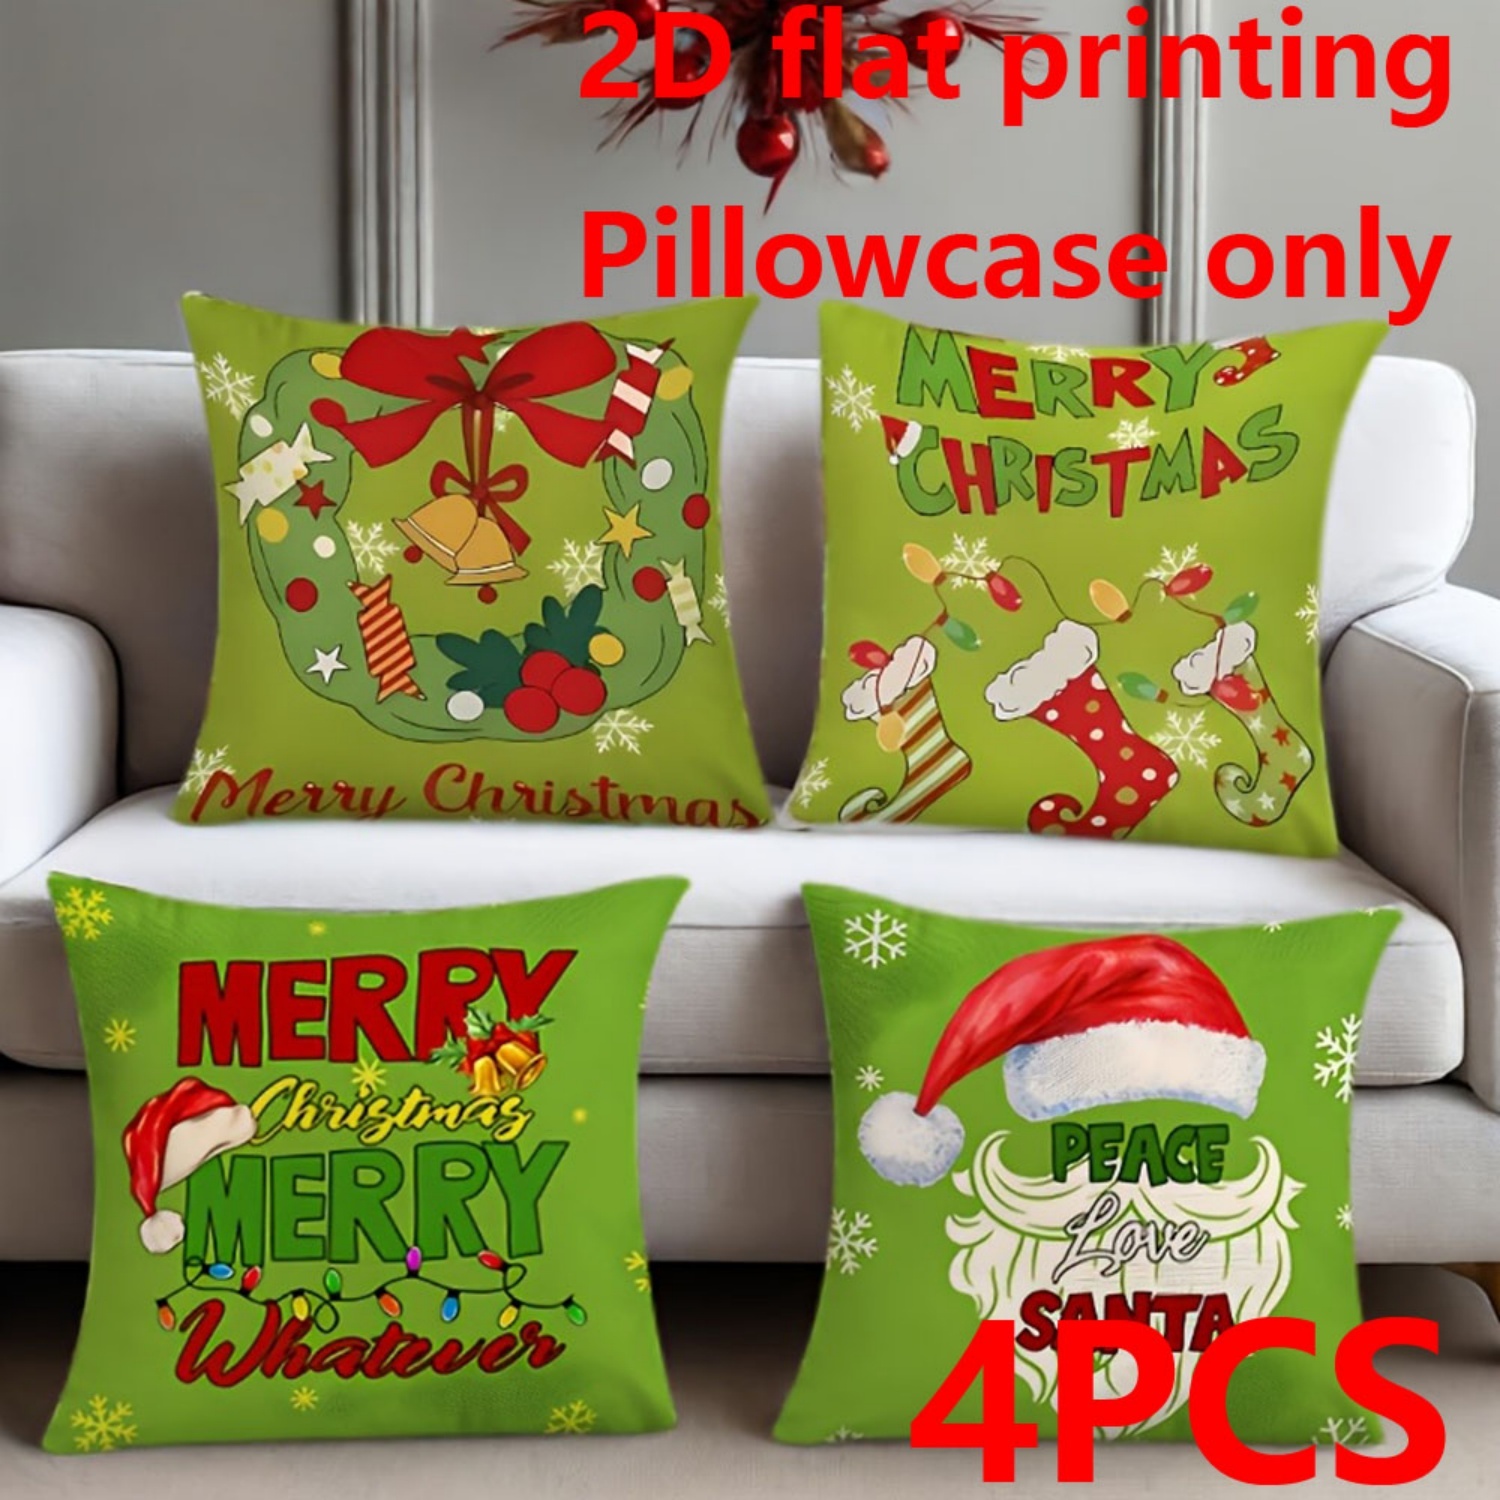 2D flat printing
Pillowcase only
Merry Christmas
MERRY
CHRISTMAS
MERRY
Christmas
MERRY
Whatever
PEACE
Love
SANTA
4PCS